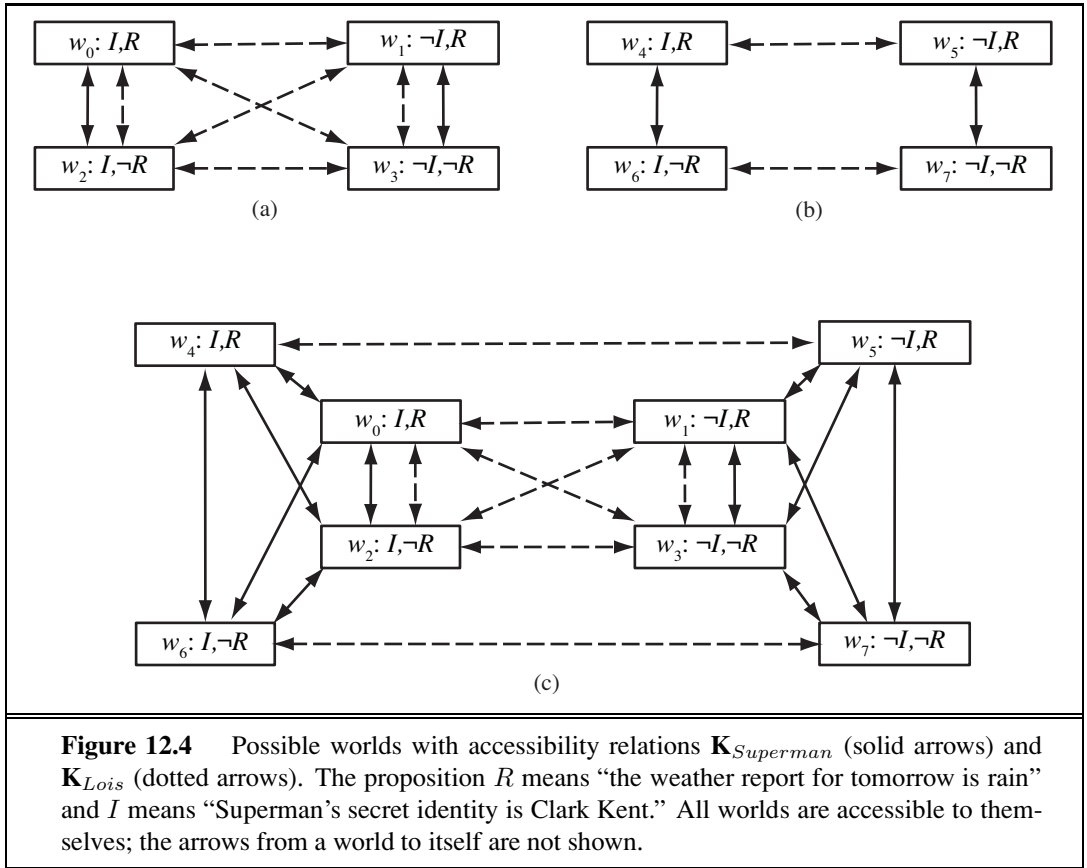 w0: I,R
w1: ¬I,R
w4: I,R
w5: ¬I,R
w2: I,¬R
w3: ¬I,¬R
w6: I,¬R
w7: ¬I,¬R
(a)
(b)
w4: I,R
w5: ¬I,R
w0: I,R
w1: ¬I,R
w2: I,¬R
w3: ¬I,¬R
w6: I,¬R
w7: ¬I,¬R
(c)
Figure 12.4 Possible worlds with accessibility relations K_Superman (solid arrows) and
K_Lois (dotted arrows). The proposition R means “the weather report for tomorrow is rain”
and I means “Superman’s secret identity is Clark Kent.” All worlds are accessible to them-
selves; the arrows from a world to itself are not shown.